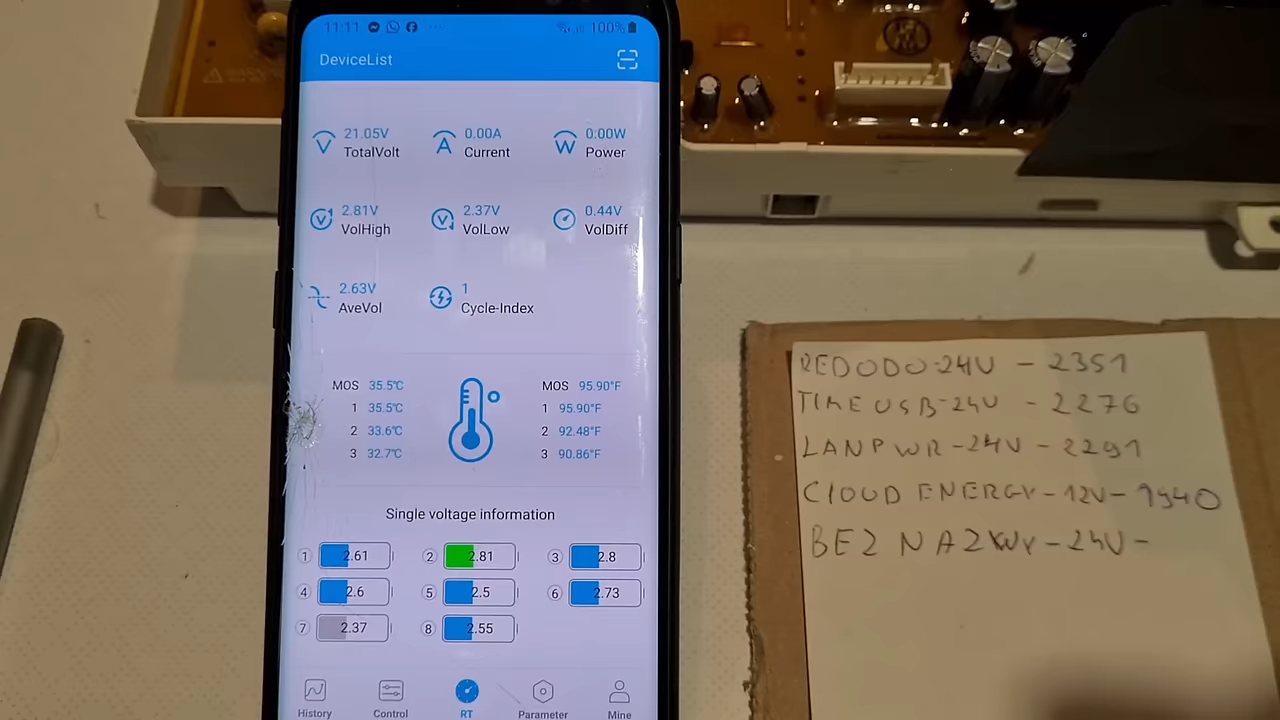 11:11 100%
DeviceList
21.05V 0.00A 0:00W
TotalVolt Current Power
2.81V 2.37V 0.44V
VolHigh VolLow VolDiff
2.63V 1
AveVol Cycle-Index
MOS 35.5℃ MOS 95.90°F
1 35.5℃ 1 95.90°F
2 33.6℃ 2 92.48°F
3 32.7℃ 3 90.86°F
Single voltage information
1 2.61 2 2.81 3 2.8
4 2.6 5 2.5 6 2.73
7 2.37 8 2.55
History Control RT Parameter Mine
REDODO-24V - 2351
TIMEUSB-24V - 2276
LANPWR-24V-2291
CLOUD ENERGY-12V-1940
BEZ NAZWY-24V-